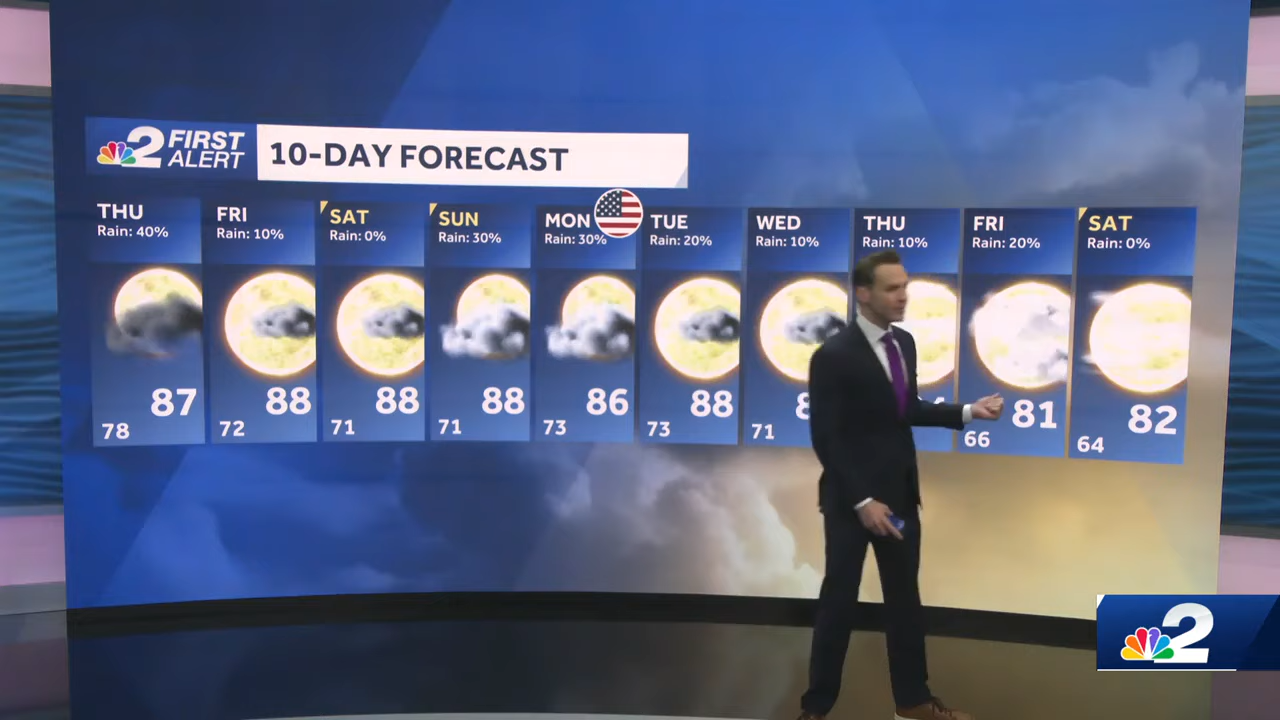 2 FIRST
ALERT
10-DAY FORECAST
THU
Rain: 40%
87
78
FRI
Rain: 10%
88
72
SAT
Rain: 0%
88
71
SUN
Rain: 30%
88
71
MON
Rain: 30%
86
73
TUE
Rain: 20%
88
73
WED
Rain: 10%
71
THU
Rain: 10%
FRI
Rain: 20%
81
66
SAT
Rain: 0%
82
64
2